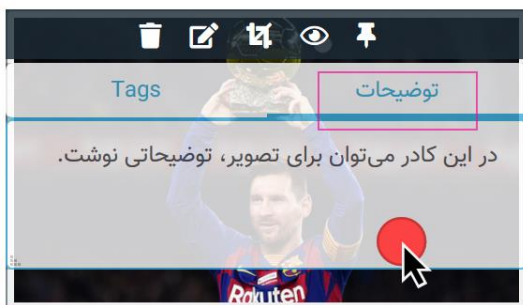 توضیحات
Tags
در این کادر می‌توان برای تصویر، توضیحاتی نوشت.
Rakuten